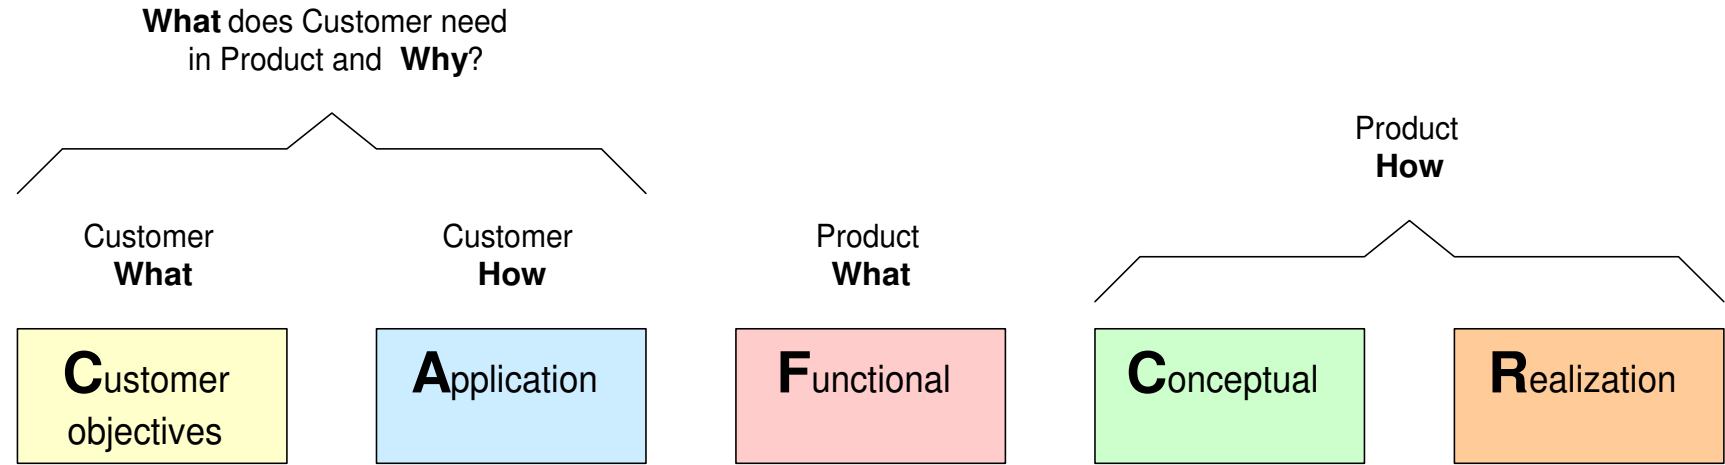 What does Customer need
in Product and Why?
Product
How
Customer
What
Customer
How
Product
What
Customer
objectives
Application
Functional
Conceptual
Realization